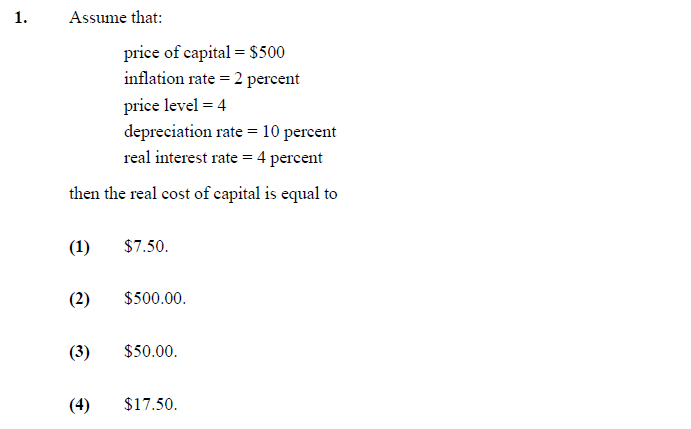 1. Assume that:
price of capital = $500
inflation rate = 2 percent
price level = 4
depreciation rate = 10 percent
real interest rate = 4 percent
then the real cost of capital is equal to
(1) $7.50.
(2) $500.00.
(3) $50.00.
(4) $17.50.